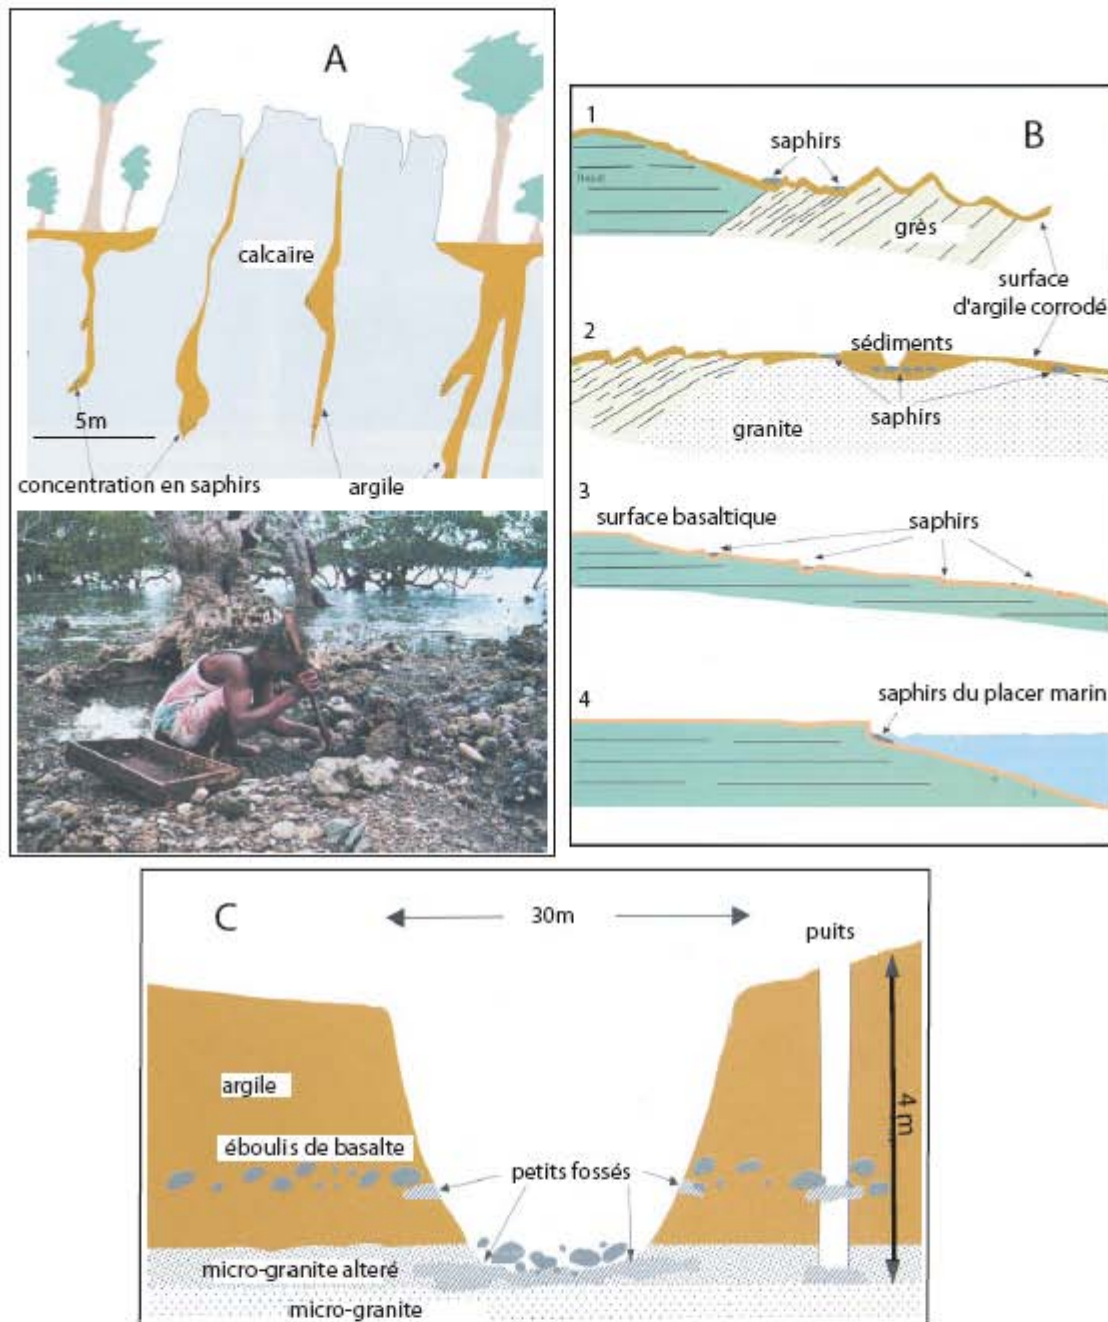 A
calcaire
5m
concentration en saphirs
argile
1
B
saphirs
grès
surface
d'argile corrodé
2
sédiments
saphirs
granite
3
surface basaltique
saphirs
4
saphirs du placer marin
C
30m
puits
argile
4 m
éboulis de basalte
petits fossés
micro-granite alteré
micro-granite